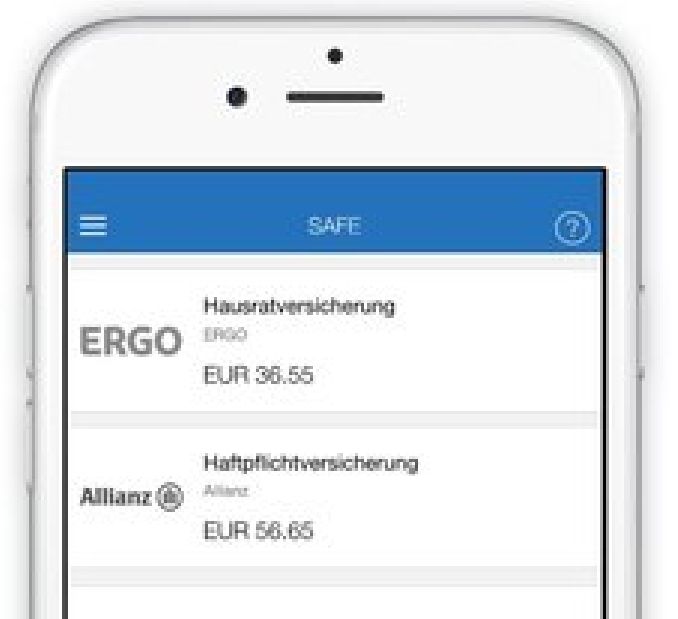 SAFE
ERGO
Hausratversicherung
ERGO
EUR 36.55
Allianz
Haftpflichtversicherung
Allianz
EUR 56.65